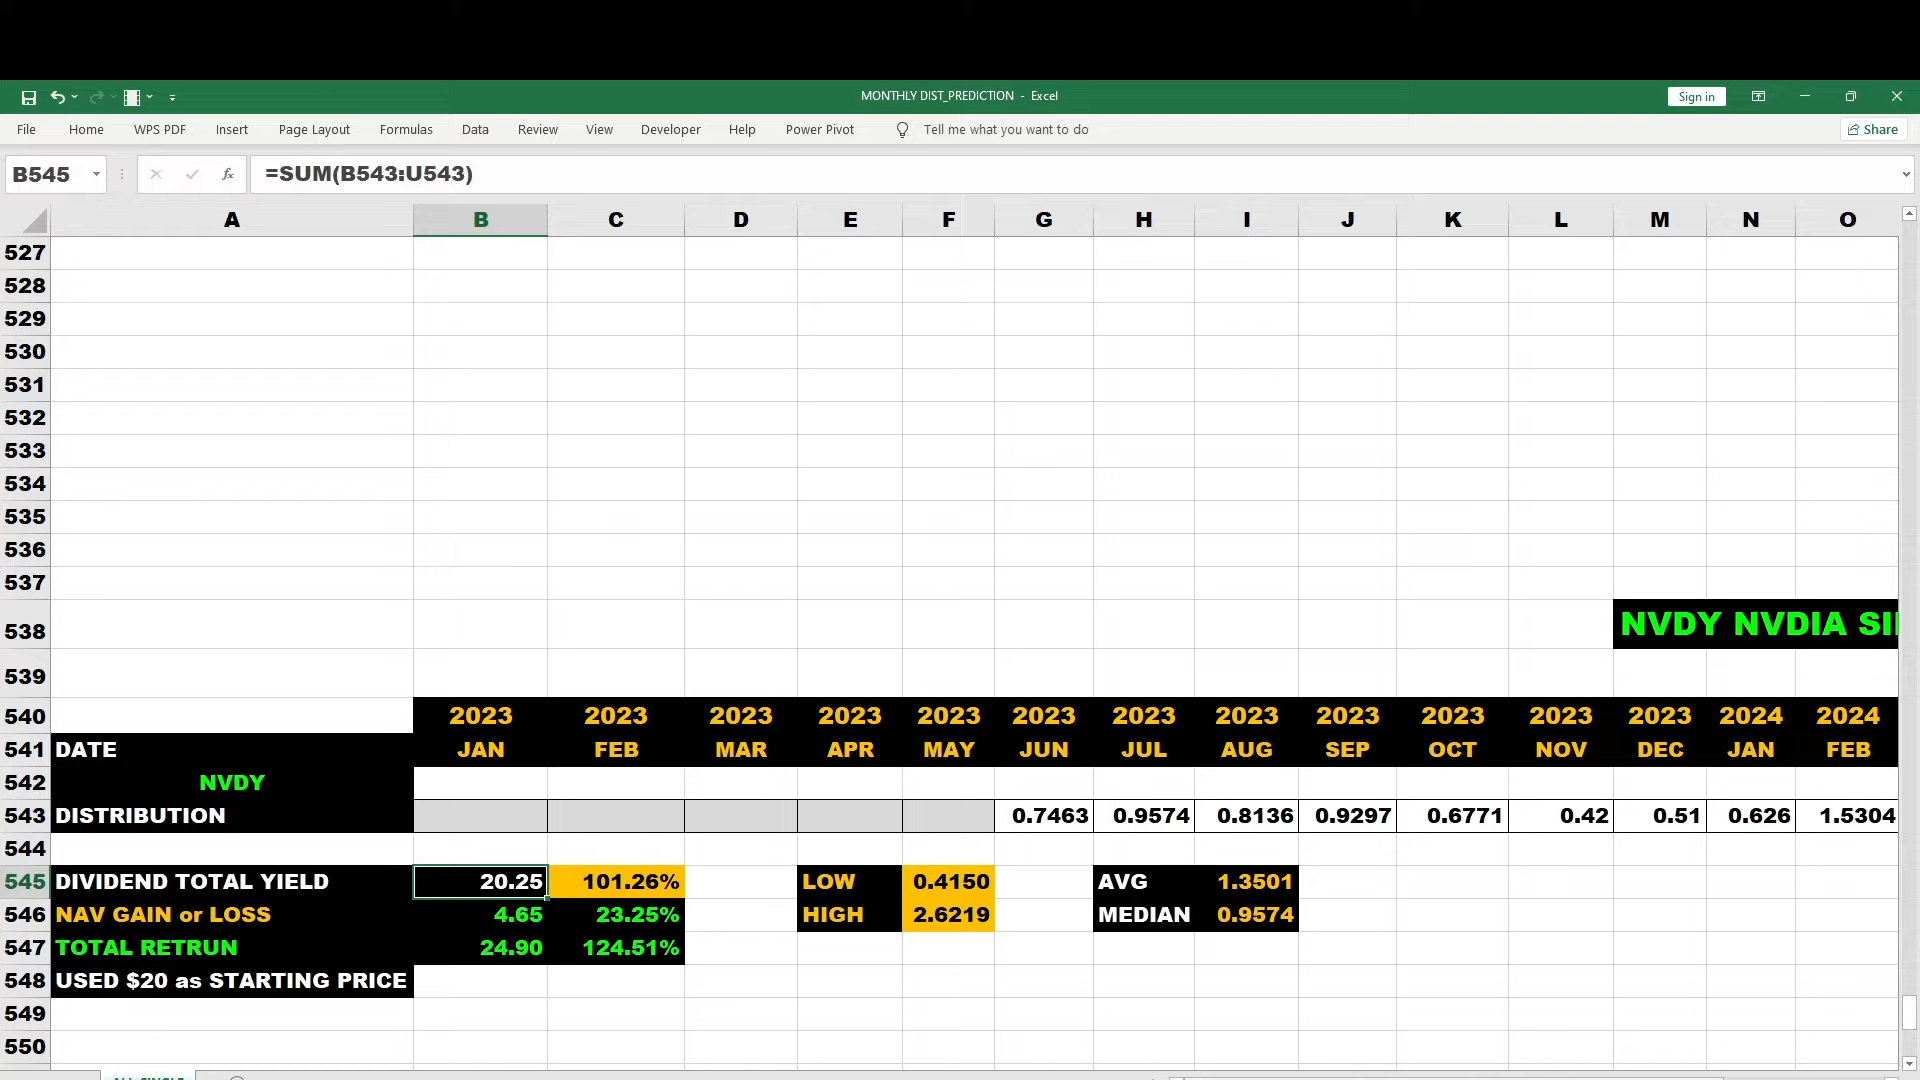 MONTHLY DIST_PREDICTION - Excel
Sign in
File Home WPS PDF Insert Page Layout Formulas Data Review View Developer Help Power Pivot Tell me what you want to do Share
B545 fx =SUM(B543:U543)
A B C D E F G H I J K L M N O
527
528
529
530
531
532
533
534
535
536
537
538 NVDY NVDIA
539
540 2023 2023 2023 2023 2023 2023 2023 2023 2023 2023 2023 2023 2024 2024
541 DATE JAN FEB MAR APR MAY JUN JUL AUG SEP OCT NOV DEC JAN FEB
542 NVDY
543 DISTRIBUTION 0.7463 0.9574 0.8136 0.9297 0.6771 0.42 0.51 0.626 1.5304
544
545 DIVIDEND TOTAL YIELD 20.25 101.26% LOW 0.4150 AVG 1.3501
546 NAV GAIN or LOSS 4.65 23.25% HIGH 2.6219 MEDIAN 0.9574
547 TOTAL RETRUN 24.90 124.51%
548 USED $20 as STARTING PRICE
549
550